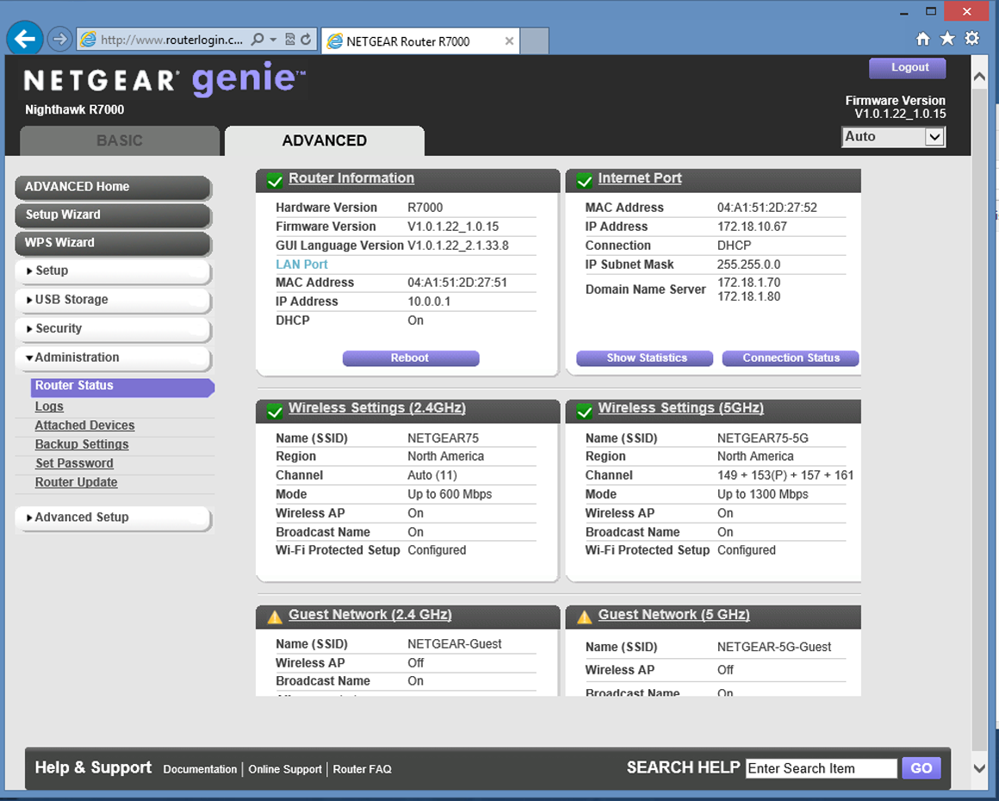 http://www.routerlogin.c...
NETGEAR Router R7000
NETGEAR® genie™
Logout
Nighthawk R7000
Firmware Version
V1.0.1.22_1.0.15
Auto
BASIC
ADVANCED
ADVANCED Home
Setup Wizard
WPS Wizard
Setup
USB Storage
Security
Administration
Router Status
Logs
Attached Devices
Backup Settings
Set Password
Router Update
Advanced Setup
Router Information
Hardware Version R7000
Firmware Version V1.0.1.22_1.0.15
GUI Language Version V1.0.1.22_2.1.33.8
LAN Port
MAC Address 04:A1:51:2D:27:51
IP Address 10.0.0.1
DHCP On
Reboot
Internet Port
MAC Address 04:A1:51:2D:27:52
IP Address 172.18.10.67
Connection DHCP
IP Subnet Mask 255.255.0.0
Domain Name Server 172.18.1.70
172.18.1.80
Show Statistics Connection Status
Wireless Settings (2.4GHz)
Name (SSID) NETGEAR75
Region North America
Channel Auto (11)
Mode Up to 600 Mbps
Wireless AP On
Broadcast Name On
Wi-Fi Protected Setup Configured
Wireless Settings (5GHz)
Name (SSID) NETGEAR75-5G
Region North America
Channel 149 + 153(P) + 157 + 161
Mode Up to 1300 Mbps
Wireless AP On
Broadcast Name On
Wi-Fi Protected Setup Configured
Guest Network (2.4 GHz)
Name (SSID) NETGEAR-Guest
Wireless AP Off
Broadcast Name On
Guest Network (5 GHz)
Name (SSID) NETGEAR-5G-Guest
Wireless AP Off
Broadcast Name On
Help & Support Documentation | Online Support | Router FAQ
SEARCH HELP Enter Search Item GO